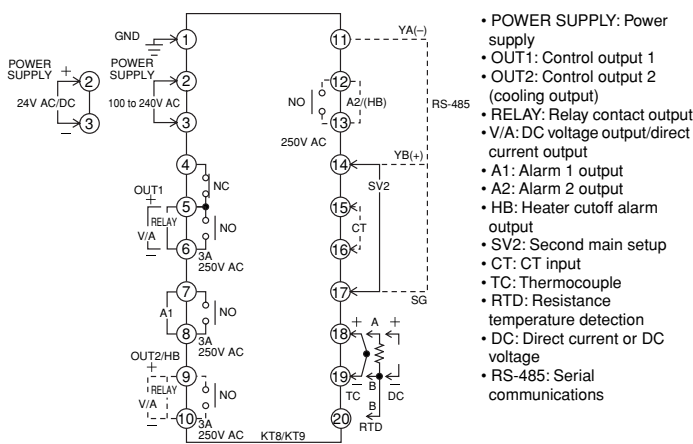 GND
1
11
YA(–)
POWER SUPPLY
+
2
24V AC/DC
–
3
POWER SUPPLY
2
100 to 240V AC
3
12
NO
A2/(HB)
13
250V AC
RS-485
4
NC
OUT1
+
5
RELAY
V/A
–
6
NO
3A
250V AC
14
YB(+)
SV2
15
CT
16
17
SG
7
A1
NO
8
3A
250V AC
OUT2/HB
9
+
RELAY
V/A
–
10
NO
3A
250V AC
KT8/KT9
18
+
A
+
19
–
B
–
TC
DC
B
20
RTD
• POWER SUPPLY: Power
supply
• OUT1: Control output 1
• OUT2: Control output 2
(cooling output)
• RELAY: Relay contact output
• V/A: DC voltage output/direct
current output
• A1: Alarm 1 output
• A2: Alarm 2 output
• HB: Heater cutoff alarm
output
• SV2: Second main setup
• CT: CT input
• TC: Thermocouple
• RTD: Resistance
temperature detection
• DC: Direct current or DC
voltage
• RS-485: Serial
communications